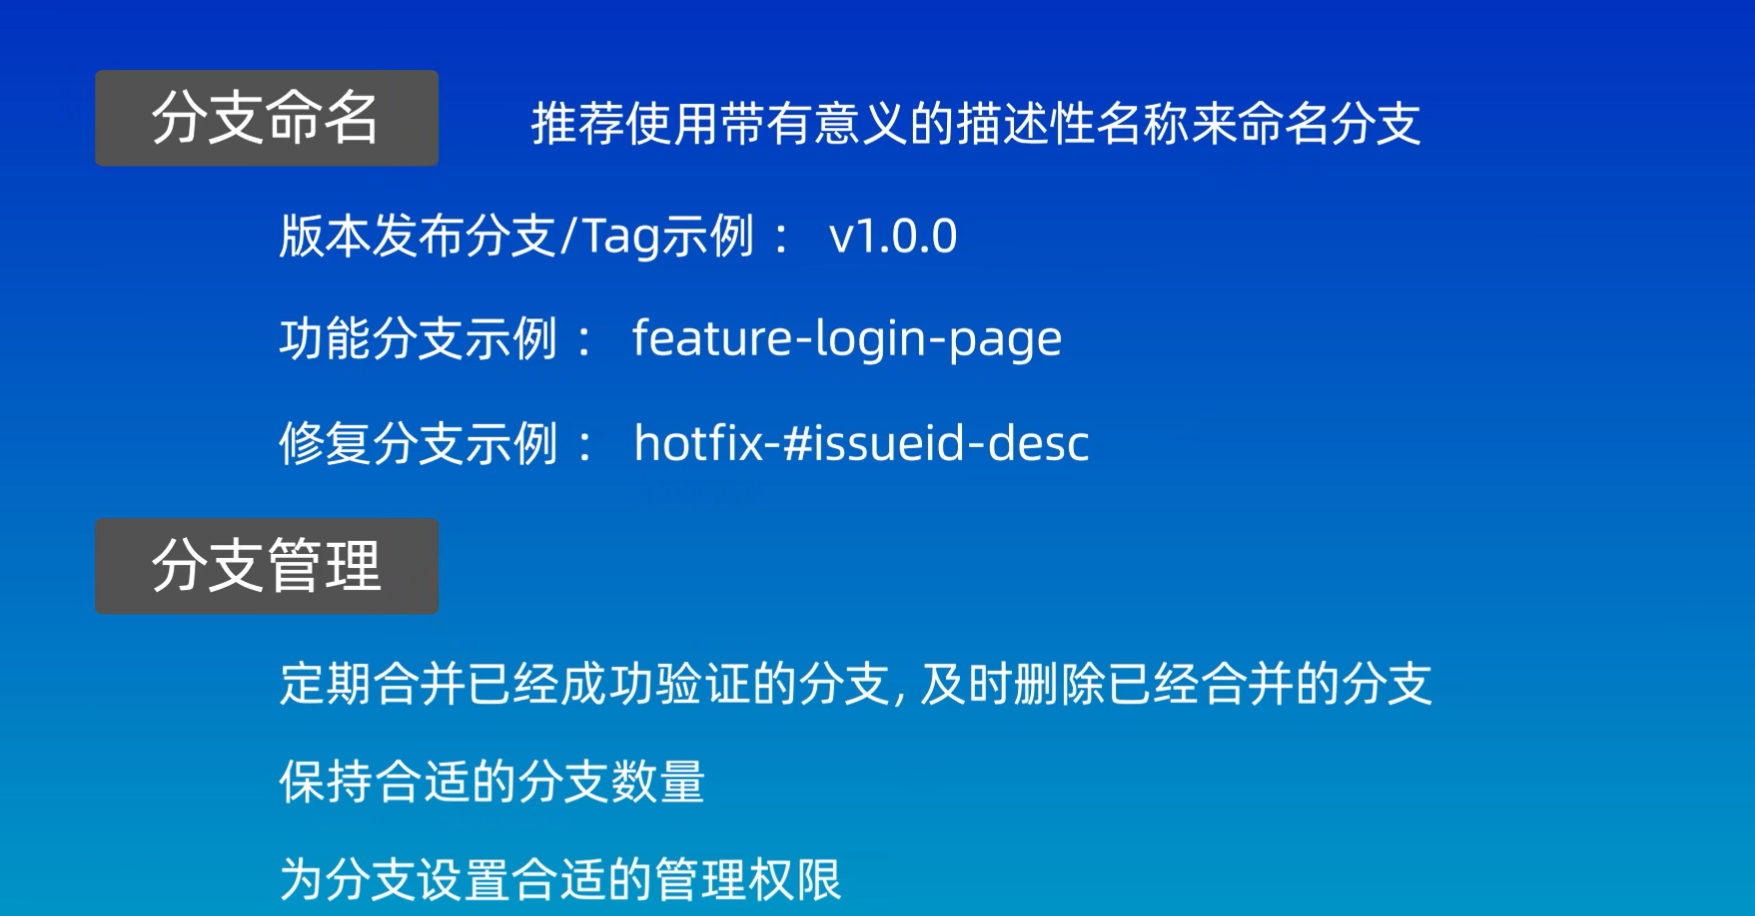 分支命名 推荐使用带有意义的描述性名称来命名分支
版本发布分支/Tag示例： v1.0.0
功能分支示例： feature-login-page
修复分支示例： hotfix-#issueid-desc
分支管理
定期合并已经成功验证的分支, 及时删除已经合并的分支
保持合适的分支数量
为分支设置合适的管理权限